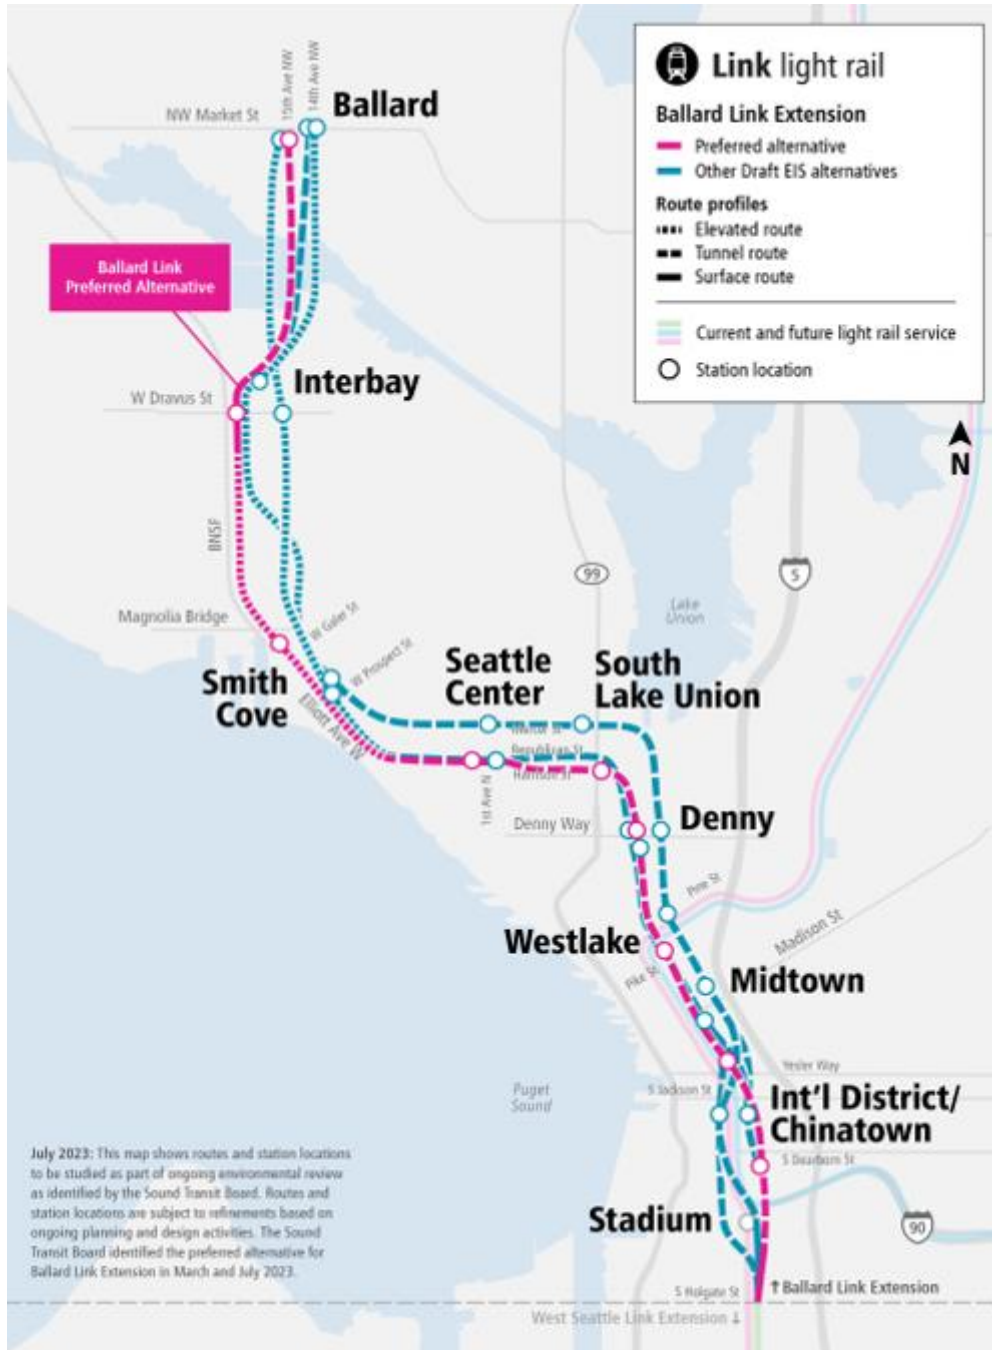 Link light rail
Ballard Link Extension
Preferred alternative
Other Draft EIS alternatives
Route profiles
Elevated route
Tunnel route
Surface route
Current and future light rail service
Station location
N
15th Ave NW
14th Ave NW
NW Market St
Ballard
Ballard Link
Preferred Alternative
Interbay
W Dravus St
BNSF
99
5
Lake
Union
Magnolia Bridge
W Galer St
W Prospect St
Smith
Cove
Elliott Ave W
Seattle
Center
South
Lake Union
Mercer St
Republican St
Harrison St
1st Ave N
Denny Way
Denny
Pine St
Westlake
Madison St
Pike St
Midtown
Yesler Way
Puget
Sound
S Jackson St
Int'l District/
Chinatown
S Dearborn St
Stadium
90
July 2023: This map shows routes and station locations
to be studied as part of ongoing environmental review
as identified by the Sound Transit Board. Routes and
station locations are subject to refinements based on
ongoing planning and design activities. The Sound
Transit Board identified the preferred alternative for
Ballard Link Extension in March and July 2023.
S Holgate St
↑Ballard Link Extension
West Seattle Link Extension↓